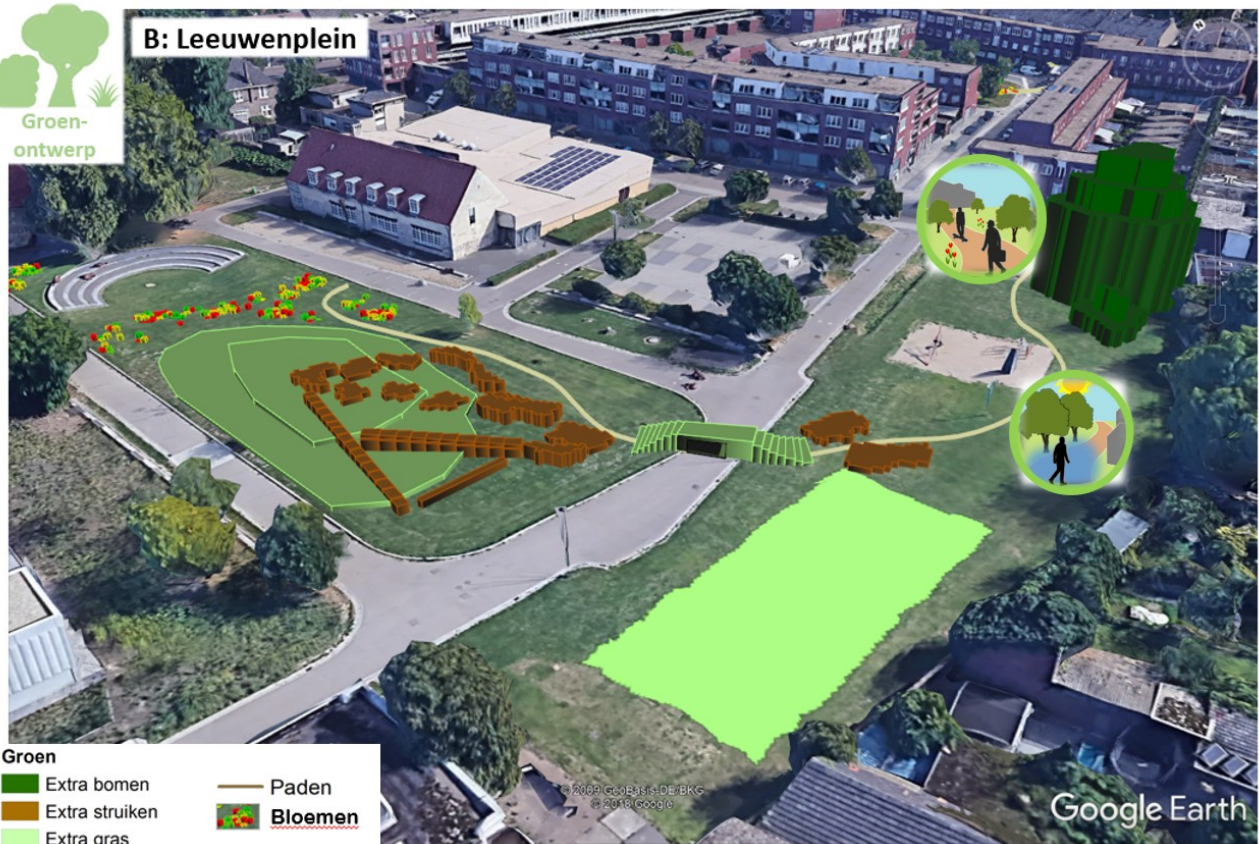 B: Leeuwenplein
Groen-
ontwerp
Groen
Extra bomen
Extra struiken
Extra gras
Paden
Bloemen
© 2009 GeoBasis-DE/BKG
© 2018 Google
Google Earth